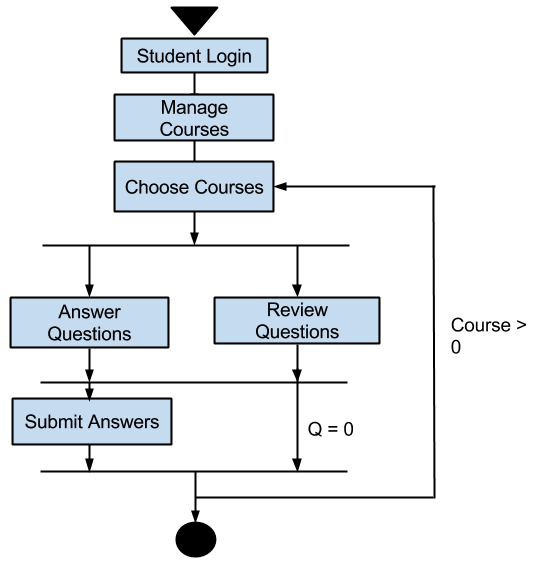 Student Login
Manage
Courses
Choose Courses
Answer
Questions
Review
Questions
Course >
0
Submit Answers
Q = 0